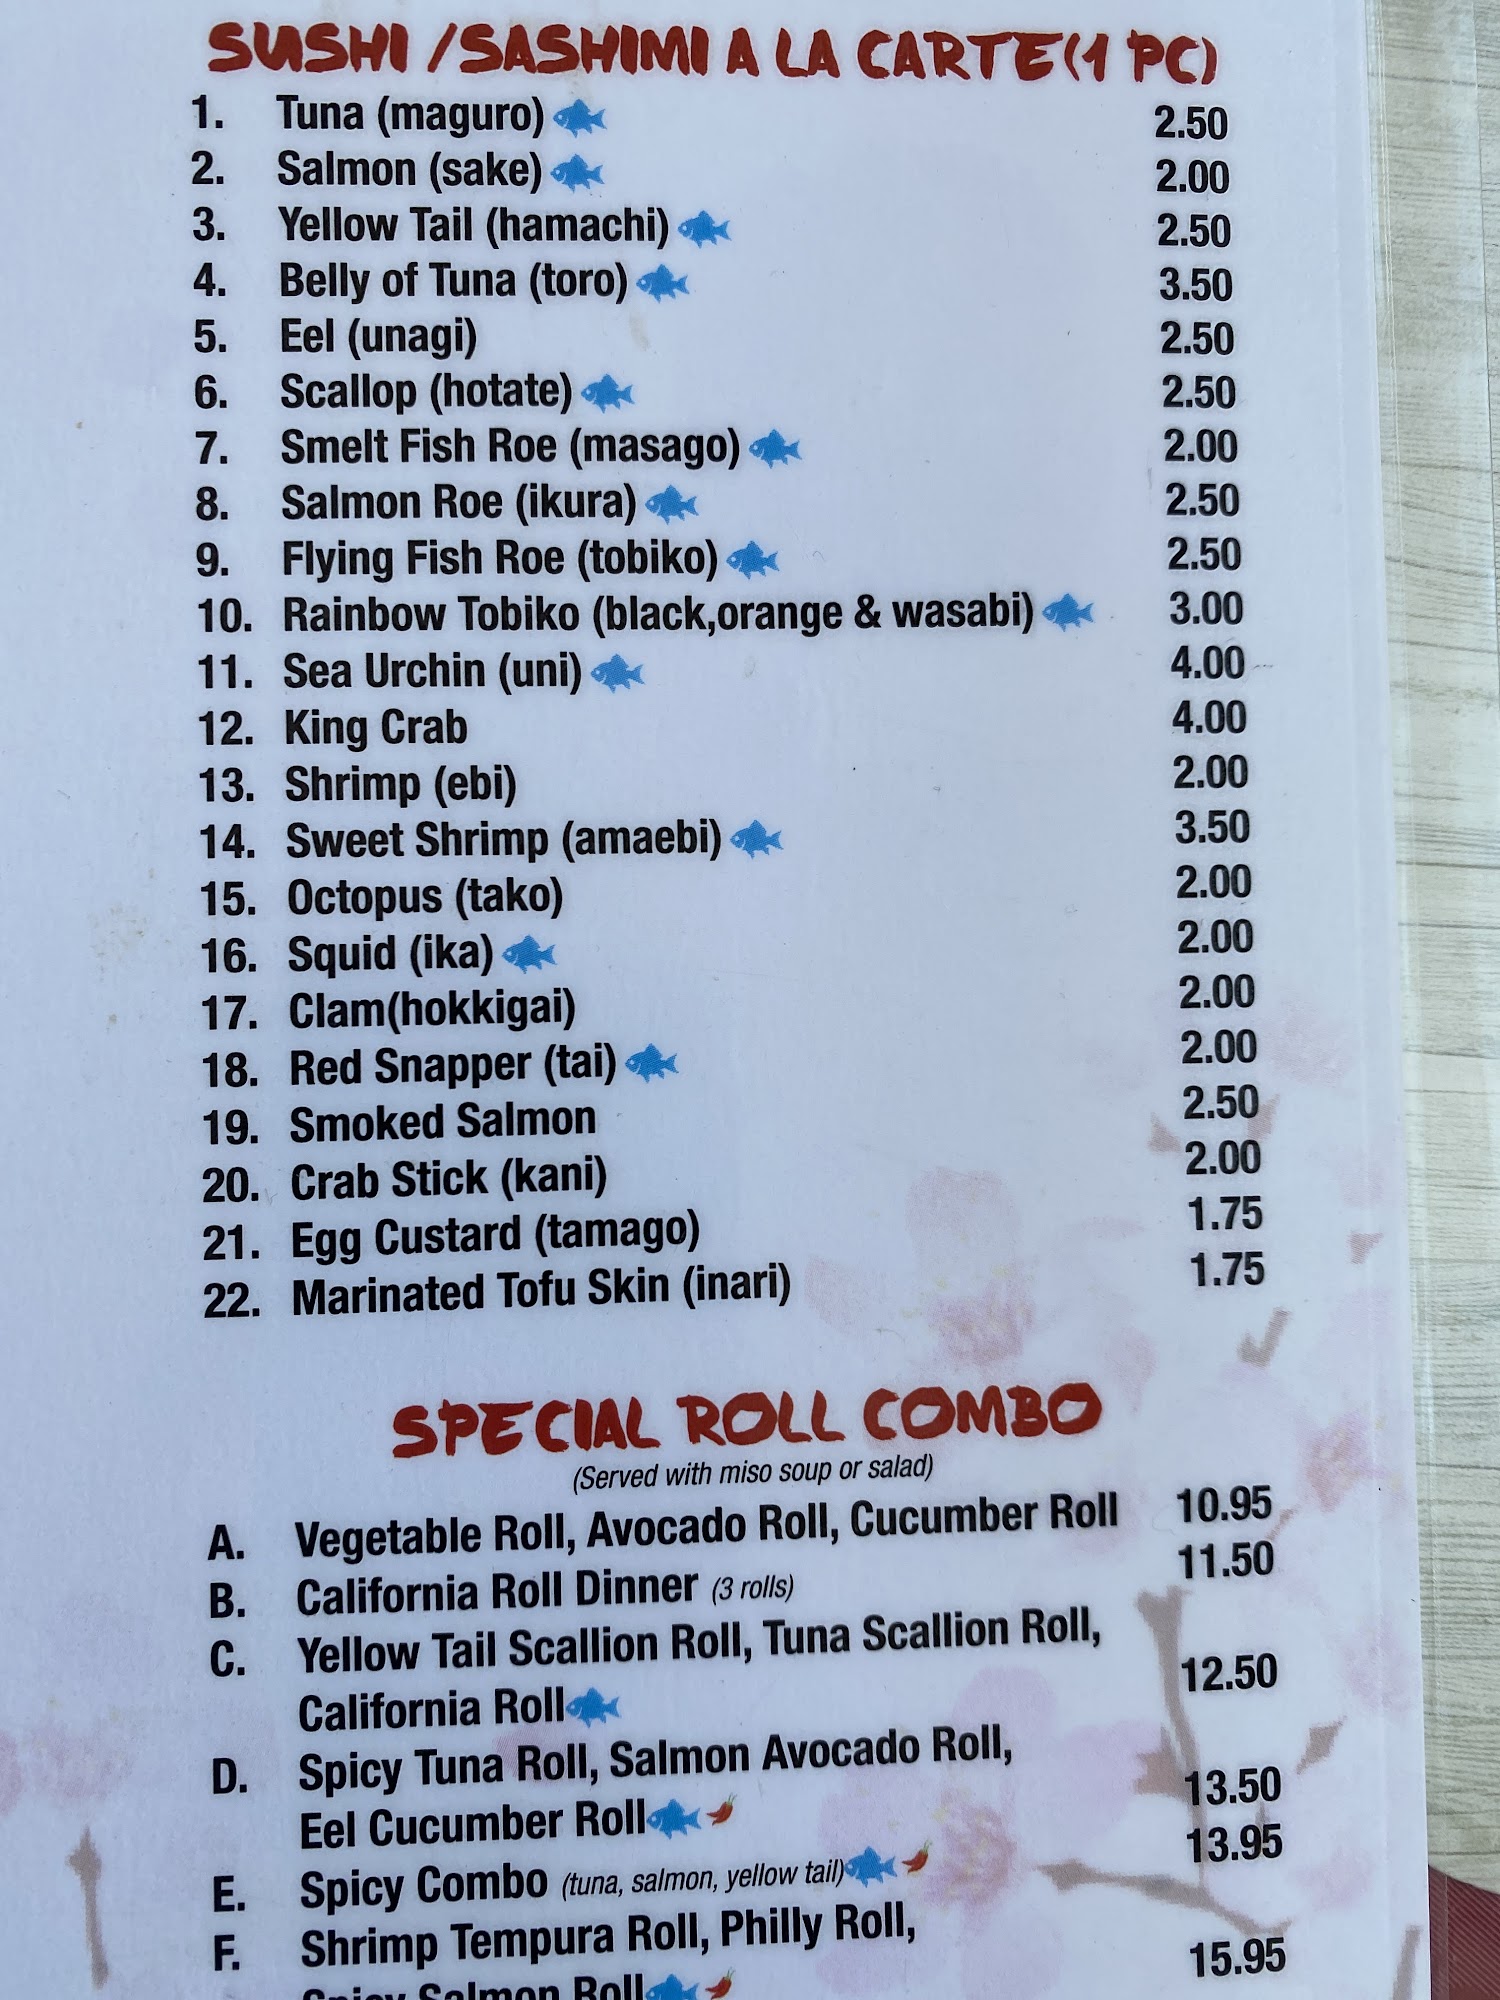 SUSHI /SASHIMI A LA CARTE(1 PC)
1. Tuna (maguro) 2.50
2. Salmon (sake) 2.00
3. Yellow Tail (hamachi) 2.50
4. Belly of Tuna (toro) 3.50
5. Eel (unagi) 2.50
6. Scallop (hotate) 2.50
7. Smelt Fish Roe (masago) 2.00
8. Salmon Roe (ikura) 2.50
9. Flying Fish Roe (tobiko) 2.50
10. Rainbow Tobiko (black,orange & wasabi) 3.00
11. Sea Urchin (uni) 4.00
12. King Crab 4.00
13. Shrimp (ebi) 2.00
14. Sweet Shrimp (amaebi) 3.50
15. Octopus (tako) 2.00
16. Squid (ika) 2.00
17. Clam(hokkigai) 2.00
18. Red Snapper (tai) 2.00
19. Smoked Salmon 2.50
20. Crab Stick (kani) 2.00
21. Egg Custard (tamago) 1.75
22. Marinated Tofu Skin (inari) 1.75
SPECIAL ROLL COMBO
(Served with miso soup or salad)
A. Vegetable Roll, Avocado Roll, Cucumber Roll 10.95
B. California Roll Dinner (3 rolls) 11.50
C. Yellow Tail Scallion Roll, Tuna Scallion Roll,
California Roll 12.50
D. Spicy Tuna Roll, Salmon Avocado Roll,
Eel Cucumber Roll 13.50
E. Spicy Combo (tuna, salmon, yellow tail) 13.95
F. Shrimp Tempura Roll, Philly Roll,
Spicy Salmon Roll 15.95